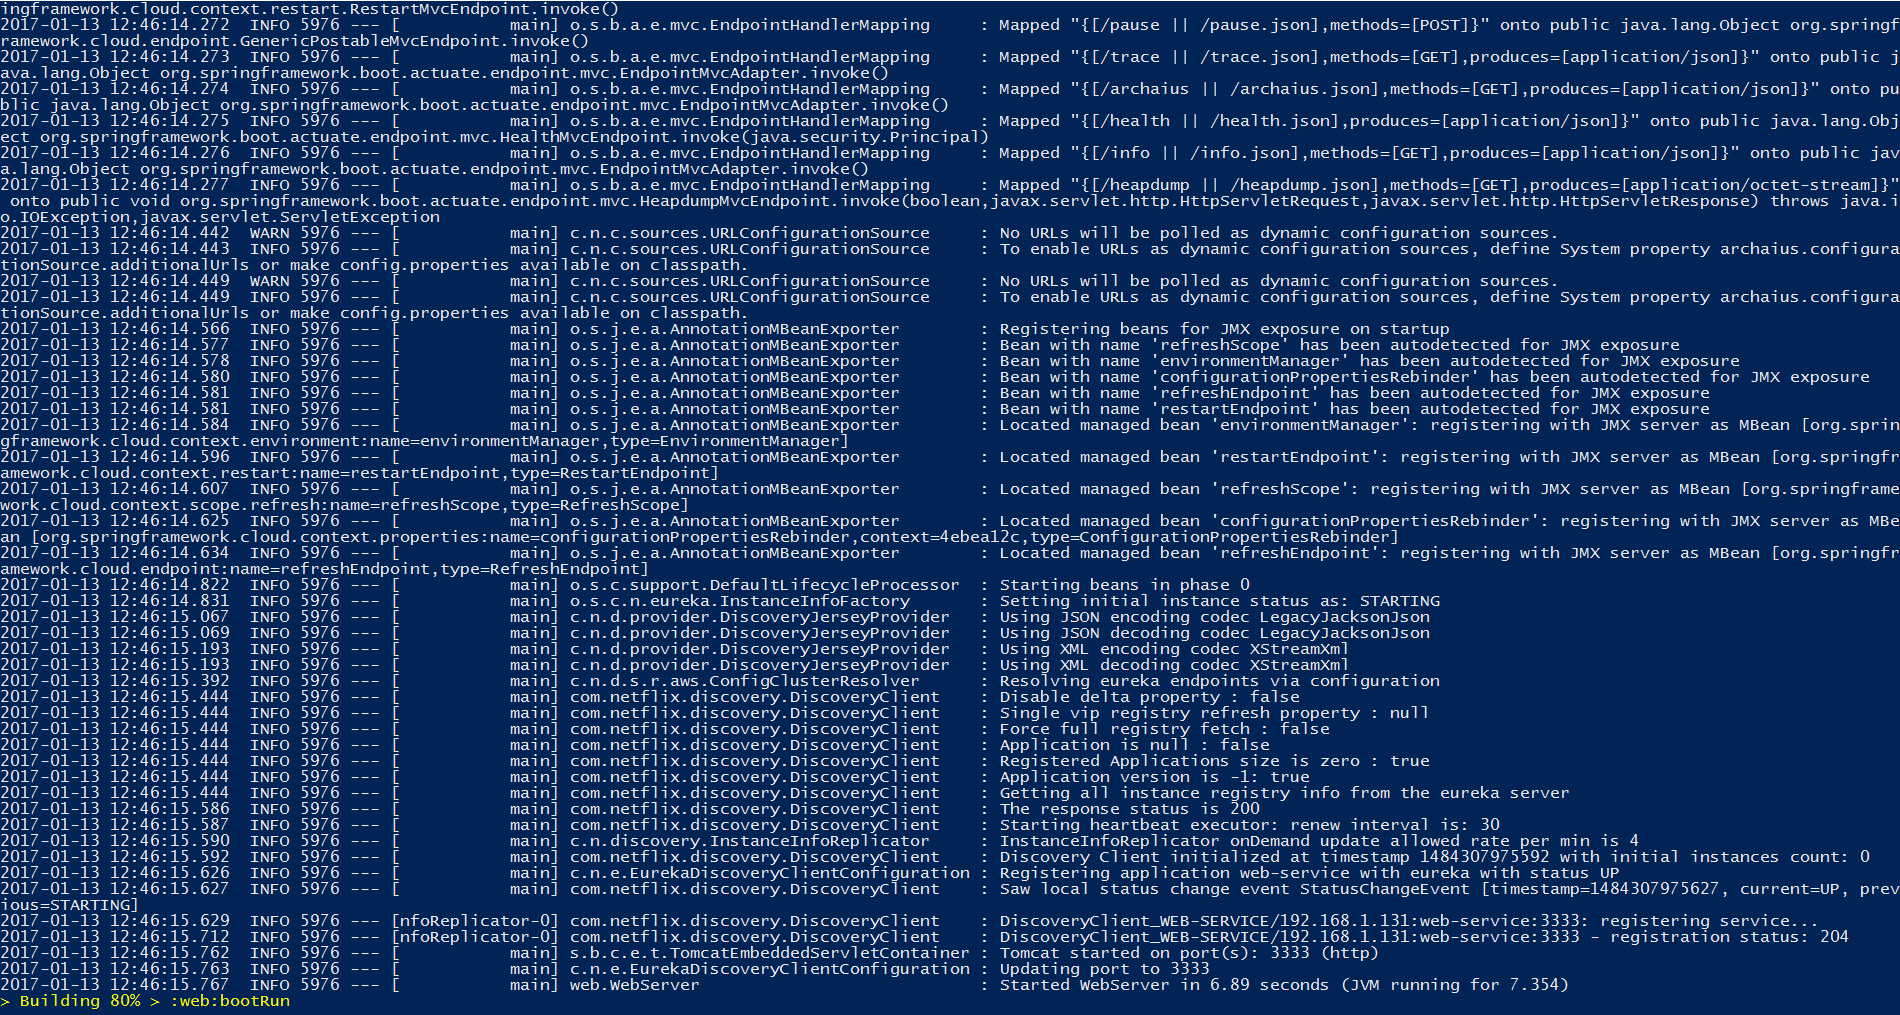 ingframework.cloud.context.restart.RestartMvcEndpoint.invoke()
2017-01-13 12:46:14.272  INFO 5976 --- [           main] o.s.b.a.e.mvc.EndpointHandlerMapping     : Mapped "{[/pause || /pause.json],methods=[POST]}" onto public java.lang.Object org.springf
ramework.cloud.endpoint.GenericPostableMvcEndpoint.invoke()
2017-01-13 12:46:14.273  INFO 5976 --- [           main] o.s.b.a.e.mvc.EndpointHandlerMapping     : Mapped "{[/trace || /trace.json],methods=[GET],produces=[application/json]}" onto public j
ava.lang.Object org.springframework.boot.actuate.endpoint.mvc.EndpointMvcAdapter.invoke()
2017-01-13 12:46:14.274  INFO 5976 --- [           main] o.s.b.a.e.mvc.EndpointHandlerMapping     : Mapped "{[/archaius || /archaius.json],methods=[GET],produces=[application/json]}" onto pu
blic java.lang.Object org.springframework.boot.actuate.endpoint.mvc.EndpointMvcAdapter.invoke()
2017-01-13 12:46:14.275  INFO 5976 --- [           main] o.s.b.a.e.mvc.EndpointHandlerMapping     : Mapped "{[/health || /health.json],produces=[application/json]}" onto public java.lang.Obj
ect org.springframework.boot.actuate.endpoint.mvc.HealthMvcEndpoint.invoke(java.security.Principal)
2017-01-13 12:46:14.276  INFO 5976 --- [           main] o.s.b.a.e.mvc.EndpointHandlerMapping     : Mapped "{[/info || /info.json],methods=[GET],produces=[application/json]}" onto public jav
a.lang.Object org.springframework.boot.actuate.endpoint.mvc.EndpointMvcAdapter.invoke()
2017-01-13 12:46:14.277  INFO 5976 --- [           main] o.s.b.a.e.mvc.EndpointHandlerMapping     : Mapped "{[/heapdump || /heapdump.json],methods=[GET],produces=[application/octet-stream]}"
 onto public void org.springframework.boot.actuate.endpoint.mvc.HeapdumpMvcEndpoint.invoke(boolean,javax.servlet.http.HttpServletRequest,javax.servlet.http.HttpServletResponse) throws java.i
o.IOException,javax.servlet.ServletException
2017-01-13 12:46:14.442  WARN 5976 --- [           main] c.n.c.sources.URLConfigurationSource     : No URLs will be polled as dynamic configuration sources.
2017-01-13 12:46:14.443  INFO 5976 --- [           main] c.n.c.sources.URLConfigurationSource     : To enable URLs as dynamic configuration sources, define System property archaius.configura
tionSource.additionalUrls or make config.properties available on classpath.
2017-01-13 12:46:14.449  WARN 5976 --- [           main] c.n.c.sources.URLConfigurationSource     : No URLs will be polled as dynamic configuration sources.
2017-01-13 12:46:14.449  INFO 5976 --- [           main] c.n.c.sources.URLConfigurationSource     : To enable URLs as dynamic configuration sources, define System property archaius.configura
tionSource.additionalUrls or make config.properties available on classpath.
2017-01-13 12:46:14.566  INFO 5976 --- [           main] o.s.j.e.a.AnnotationMBeanExporter        : Registering beans for JMX exposure on startup
2017-01-13 12:46:14.577  INFO 5976 --- [           main] o.s.j.e.a.AnnotationMBeanExporter        : Bean with name 'refreshScope' has been autodetected for JMX exposure
2017-01-13 12:46:14.578  INFO 5976 --- [           main] o.s.j.e.a.AnnotationMBeanExporter        : Bean with name 'environmentManager' has been autodetected for JMX exposure
2017-01-13 12:46:14.580  INFO 5976 --- [           main] o.s.j.e.a.AnnotationMBeanExporter        : Bean with name 'configurationPropertiesRebinder' has been autodetected for JMX exposure
2017-01-13 12:46:14.581  INFO 5976 --- [           main] o.s.j.e.a.AnnotationMBeanExporter        : Bean with name 'refreshEndpoint' has been autodetected for JMX exposure
2017-01-13 12:46:14.581  INFO 5976 --- [           main] o.s.j.e.a.AnnotationMBeanExporter        : Bean with name 'restartEndpoint' has been autodetected for JMX exposure
2017-01-13 12:46:14.584  INFO 5976 --- [           main] o.s.j.e.a.AnnotationMBeanExporter        : Located managed bean 'environmentManager': registering with JMX server as MBean [org.sprin
gframework.cloud.context.environment:name=environmentManager,type=EnvironmentManager]
2017-01-13 12:46:14.596  INFO 5976 --- [           main] o.s.j.e.a.AnnotationMBeanExporter        : Located managed bean 'restartEndpoint': registering with JMX server as MBean [org.springfr
amework.cloud.context.restart:name=restartEndpoint,type=RestartEndpoint]
2017-01-13 12:46:14.607  INFO 5976 --- [           main] o.s.j.e.a.AnnotationMBeanExporter        : Located managed bean 'refreshScope': registering with JMX server as MBean [org.springframe
work.cloud.context.scope.refresh:name=refreshScope,type=RefreshScope]
2017-01-13 12:46:14.625  INFO 5976 --- [           main] o.s.j.e.a.AnnotationMBeanExporter        : Located managed bean 'configurationPropertiesRebinder': registering with JMX server as MBe
an [org.springframework.cloud.context.properties:name=configurationPropertiesRebinder,context=4ebea12c,type=ConfigurationPropertiesRebinder]
2017-01-13 12:46:14.634  INFO 5976 --- [           main] o.s.j.e.a.AnnotationMBeanExporter        : Located managed bean 'refreshEndpoint': registering with JMX server as MBean [org.springfr
amework.cloud.endpoint:name=refreshEndpoint,type=RefreshEndpoint]
2017-01-13 12:46:14.822  INFO 5976 --- [           main] o.s.c.support.DefaultLifecycleProcessor  : Starting beans in phase 0
2017-01-13 12:46:14.831  INFO 5976 --- [           main] o.s.c.n.eureka.InstanceInfoFactory       : Setting initial instance status as: STARTING
2017-01-13 12:46:15.067  INFO 5976 --- [           main] c.n.d.provider.DiscoveryJerseyProvider   : Using JSON encoding codec LegacyJacksonJson
2017-01-13 12:46:15.069  INFO 5976 --- [           main] c.n.d.provider.DiscoveryJerseyProvider   : Using JSON decoding codec LegacyJacksonJson
2017-01-13 12:46:15.193  INFO 5976 --- [           main] c.n.d.provider.DiscoveryJerseyProvider   : Using XML encoding codec XStreamXml
2017-01-13 12:46:15.193  INFO 5976 --- [           main] c.n.d.provider.DiscoveryJerseyProvider   : Using XML decoding codec XStreamXml
2017-01-13 12:46:15.392  INFO 5976 --- [           main] c.n.d.s.r.aws.ConfigClusterResolver      : Resolving eureka endpoints via configuration
2017-01-13 12:46:15.444  INFO 5976 --- [           main] com.netflix.discovery.DiscoveryClient    : Disable delta property : false
2017-01-13 12:46:15.444  INFO 5976 --- [           main] com.netflix.discovery.DiscoveryClient    : Single vip registry refresh property : null
2017-01-13 12:46:15.444  INFO 5976 --- [           main] com.netflix.discovery.DiscoveryClient    : Force full registry fetch : false
2017-01-13 12:46:15.444  INFO 5976 --- [           main] com.netflix.discovery.DiscoveryClient    : Application is null : false
2017-01-13 12:46:15.444  INFO 5976 --- [           main] com.netflix.discovery.DiscoveryClient    : Registered Applications size is zero : true
2017-01-13 12:46:15.444  INFO 5976 --- [           main] com.netflix.discovery.DiscoveryClient    : Application version is -1: true
2017-01-13 12:46:15.444  INFO 5976 --- [           main] com.netflix.discovery.DiscoveryClient    : Getting all instance registry info from the eureka server
2017-01-13 12:46:15.586  INFO 5976 --- [           main] com.netflix.discovery.DiscoveryClient    : The response status is 200
2017-01-13 12:46:15.587  INFO 5976 --- [           main] com.netflix.discovery.DiscoveryClient    : Starting heartbeat executor: renew interval is: 30
2017-01-13 12:46:15.590  INFO 5976 --- [           main] c.n.discovery.InstanceInfoReplicator     : InstanceInfoReplicator onDemand update allowed rate per min is 4
2017-01-13 12:46:15.592  INFO 5976 --- [           main] com.netflix.discovery.DiscoveryClient    : Discovery Client initialized at timestamp 1484307975592 with initial instances count: 0
2017-01-13 12:46:15.626  INFO 5976 --- [           main] c.n.e.EurekaDiscoveryClientConfiguration : Registering application web-service with eureka with status UP
2017-01-13 12:46:15.627  INFO 5976 --- [           main] com.netflix.discovery.DiscoveryClient    : Saw local status change event StatusChangeEvent [timestamp=1484307975627, current=UP, prev
ious=STARTING]
2017-01-13 12:46:15.629  INFO 5976 --- [nfoReplicator-0] com.netflix.discovery.DiscoveryClient    : DiscoveryClient_WEB-SERVICE/192.168.1.131:web-service:3333: registering service...
2017-01-13 12:46:15.712  INFO 5976 --- [nfoReplicator-0] com.netflix.discovery.DiscoveryClient    : DiscoveryClient_WEB-SERVICE/192.168.1.131:web-service:3333 - registration status: 204
2017-01-13 12:46:15.762  INFO 5976 --- [           main] s.b.c.e.t.TomcatEmbeddedServletContainer : Tomcat started on port(s): 3333 (http)
2017-01-13 12:46:15.763  INFO 5976 --- [           main] c.n.e.EurekaDiscoveryClientConfiguration : Updating port to 3333
2017-01-13 12:46:15.767  INFO 5976 --- [           main] web.WebServer                            : Started WebServer in 6.89 seconds (JVM running for 7.354)
> Building 80% > :web:bootRun